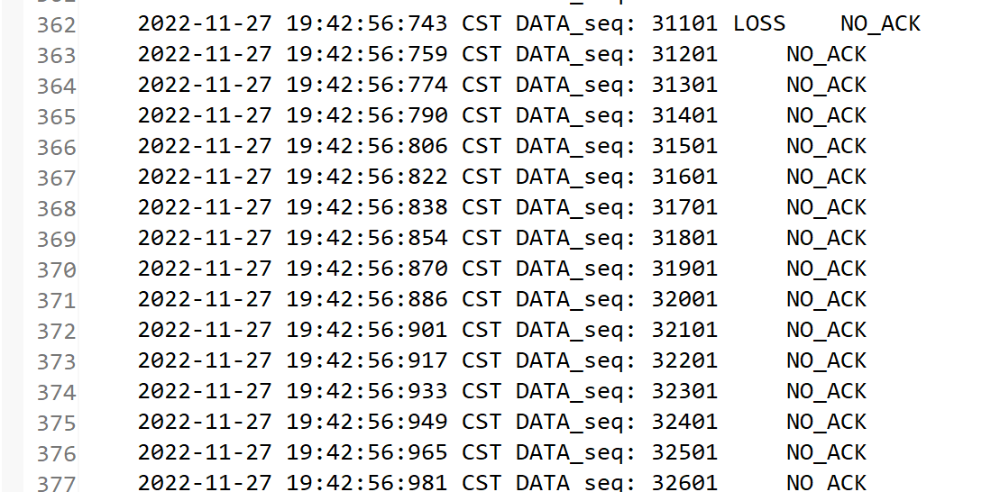 362 2022-11-27 19:42:56:743 CST DATA_seq: 31101 LOSS NO_ACK
363 2022-11-27 19:42:56:759 CST DATA_seq: 31201 NO_ACK
364 2022-11-27 19:42:56:774 CST DATA_seq: 31301 NO_ACK
365 2022-11-27 19:42:56:790 CST DATA_seq: 31401 NO_ACK
366 2022-11-27 19:42:56:806 CST DATA_seq: 31501 NO_ACK
367 2022-11-27 19:42:56:822 CST DATA_seq: 31601 NO_ACK
368 2022-11-27 19:42:56:838 CST DATA_seq: 31701 NO_ACK
369 2022-11-27 19:42:56:854 CST DATA_seq: 31801 NO_ACK
370 2022-11-27 19:42:56:870 CST DATA_seq: 31901 NO_ACK
371 2022-11-27 19:42:56:886 CST DATA_seq: 32001 NO_ACK
372 2022-11-27 19:42:56:901 CST DATA_seq: 32101 NO_ACK
373 2022-11-27 19:42:56:917 CST DATA_seq: 32201 NO_ACK
374 2022-11-27 19:42:56:933 CST DATA_seq: 32301 NO_ACK
375 2022-11-27 19:42:56:949 CST DATA_seq: 32401 NO_ACK
376 2022-11-27 19:42:56:965 CST DATA_seq: 32501 NO_ACK
377 2022-11-27 19:42:56:981 CST DATA_seq: 32601 NO_ACK